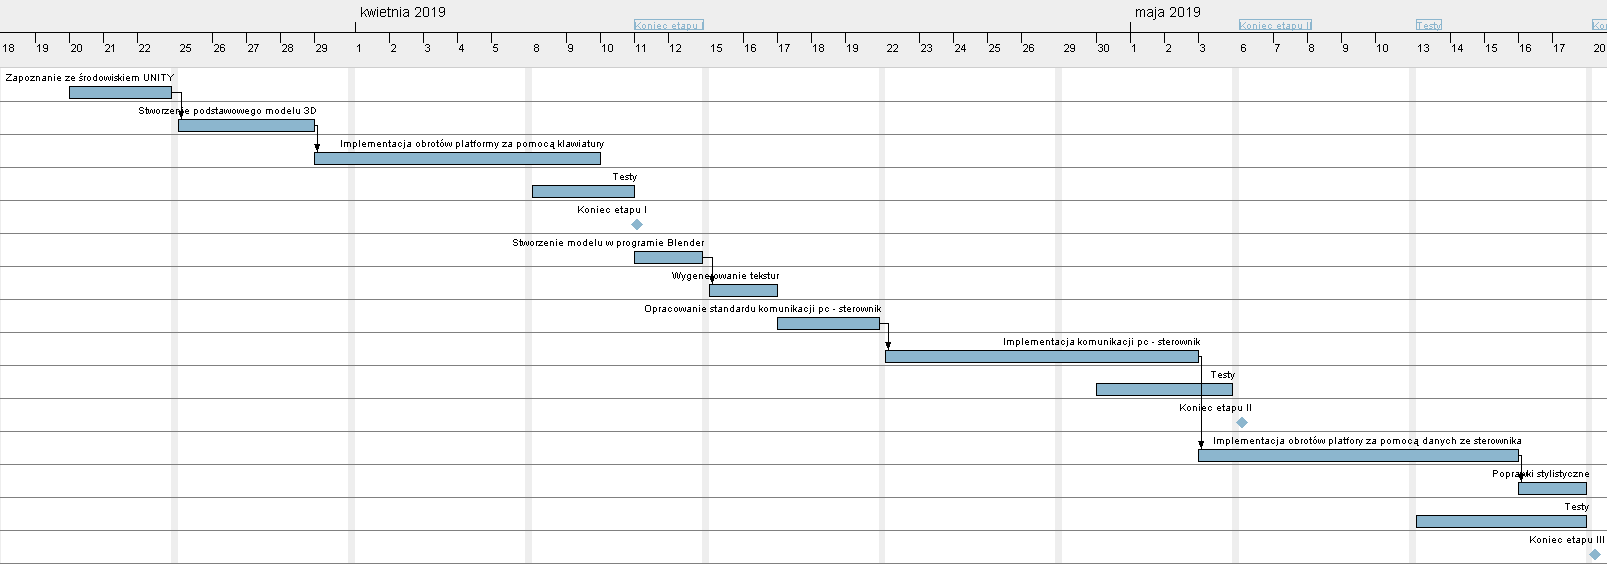 kwietnia 2019 maja 2019
Koniec etapu I Koniec etapu II Testy
18 19 20 21 22 25 26 27 28 29 1 2 3 4 5 8 9 10 11 12 15 16 17 18 19 22 23 24 25 26 29 30 1 2 3 6 7 8 9 10 13 14 15 16 17 20
Zapoznanie ze środowiskiem UNITY
Stworzenie podstawowego modelu 3D
Implementacja obrotów platformy za pomocą klawiatury
Testy
Koniec etapu I
Stworzenie modelu w programie Blender
Wygenerowanie tekstur
Opracowanie standardu komunikacji pc - sterownik
Implementacja komunikacji pc - sterownik
Testy
Koniec etapu II
Implementacja obrotów platfory za pomocą danych ze sterownika
Poprawki stylistyczne
Testy
Koniec etapu III